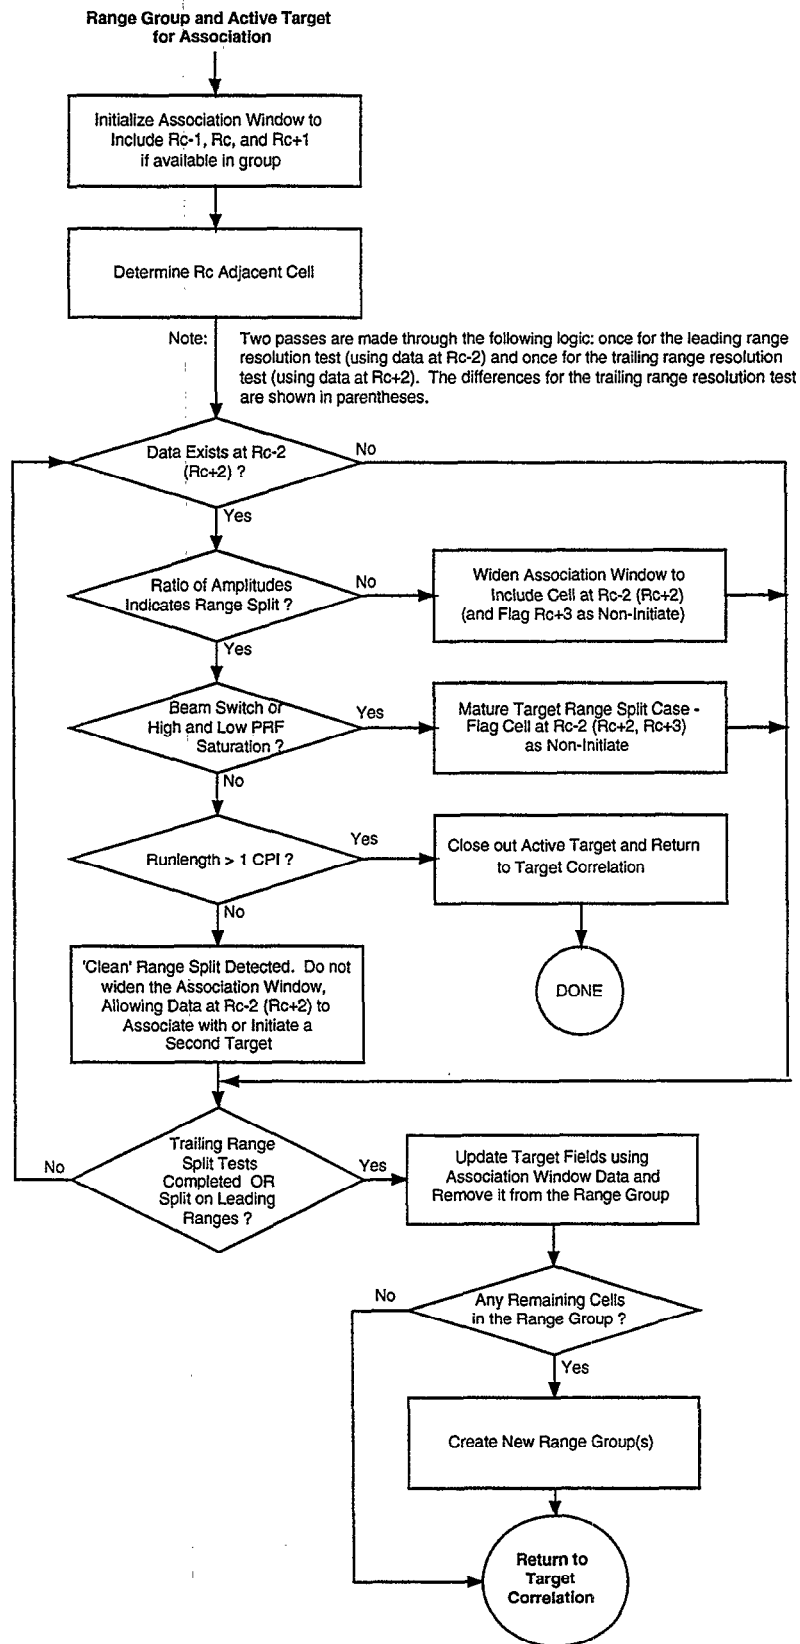 Range Group and Active Target
for Association
Initialize Association Window to
Include Rc-1, Rc, and Rc+1
if available in group
Determine Rc Adjacent Cell
Note:
Two passes are made through the following logic: once for the leading range
resolution test (using data at Rc-2) and once for the trailing range resolution
test (using data at Rc+2). The differences for the trailing range resolution test
are shown in parentheses.
Data Exists at Rc-2
(Rc+2) ?
No
Yes
Ratio of Amplitudes
Indicates Range Split ?
No
Widen Association Window to
Include Cell at Rc-2 (Rc+2)
(and Flag Rc+3 as Non-Initiate)
Yes
Beam Switch or
High and Low PRF
Saturation ?
Yes
Mature Target Range Split Case -
Flag Cell at Rc-2 (Rc+2, Rc+3)
as Non-Initiate
No
Runlength > 1 CPI ?
Yes
Close out Active Target and Return
to Target Correlation
No
DONE
'Clean' Range Split Detected. Do not
widen the Association Window,
Allowing Data at Rc-2 (Rc+2) to
Associate with or Initiate a
Second Target
Trailing Range
Split Tests
Completed OR
Split on Leading
Ranges ?
No
Yes
Update Target Fields using
Association Window Data and
Remove it from the Range Group
Any Remaining Cells
in the Range Group ?
No
Yes
Create New Range Group(s)
Return to
Target
Correlation